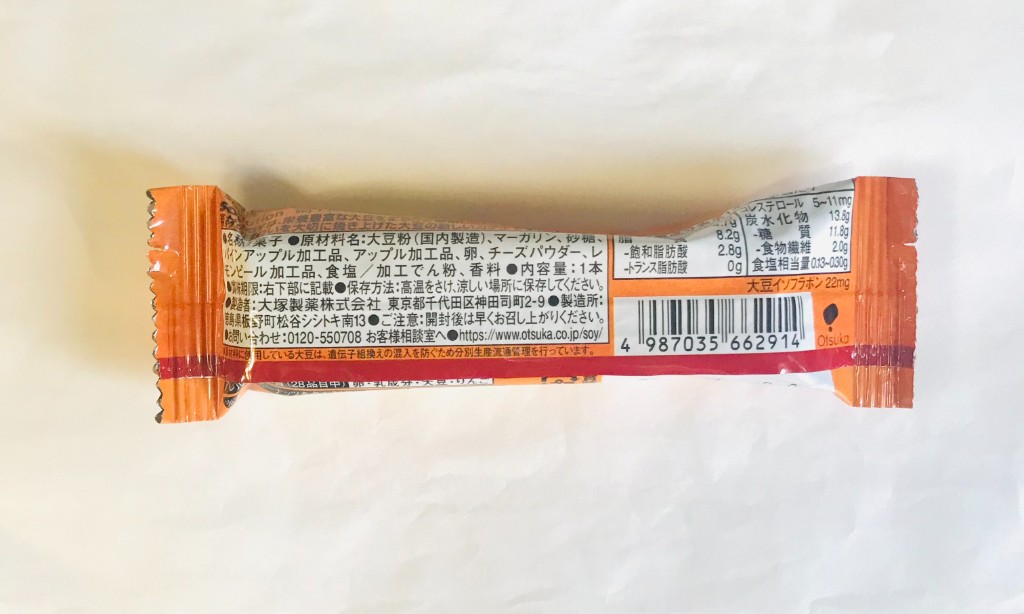 ●名称:菓子 ●原材料名:大豆粉(国内製造)、マーガリン、砂糖、
パインアップル加工品、アップル加工品、卵、チーズパウダー、レ
モンピール加工品、食塩/加工でん粉、香料 ●内容量:1本
限:右下部に記載●保存方法:高温をさけ、涼しい場所に保存してください。
製造者:大塚製薬株式会社 東京都千代田区神田司町2-9 ●製造所:
徳島県板野町松谷シシトキ南13 ●ご注意:開封後は早くお召し上がりください。
●お問い合わせ:0120-550708 お客様相談室へ●https://www.otsuka.co.jp/soy/
使用している大豆は、遺伝子組換えの混入を防ぐため分別生産流通管理を行っています。
(28品目中) 卵・乳成分・大豆・りんご
脂 8.2g
-飽和脂肪酸 2.8g
-トランス脂肪酸 0g
コレステロール 5~11mg
炭水化物 13.8g
-糖質 11.8g
-食物繊維 2.0g
食塩相当量 0.13~0.30g
大豆イソフラボン 22mg
4 987035 662914
Otsuka